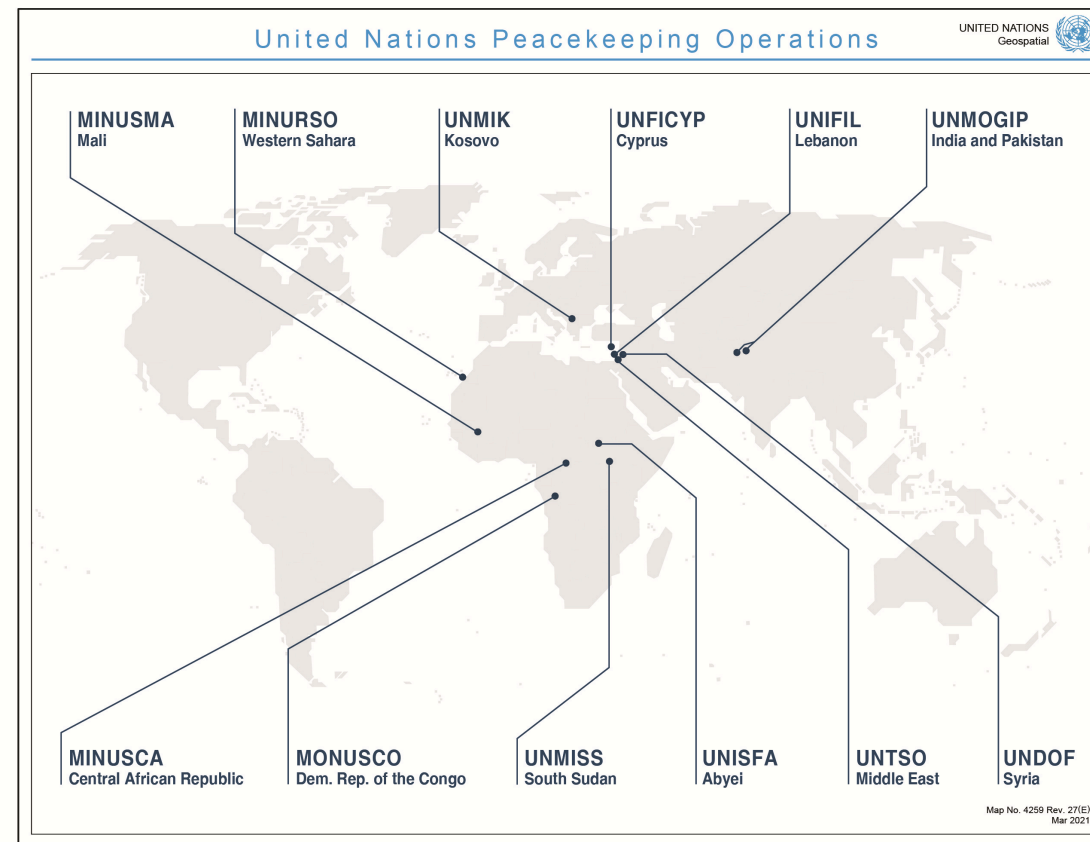 United Nations Peacekeeping Operations
UNITED NATIONS
Geospatial
MINUSMA
Mali
MINURSO
Western Sahara
UNMIK
Kosovo
UNFICYP
Cyprus
UNIFIL
Lebanon
UNMOGIP
India and Pakistan
MINUSCA
Central African Republic
MONUSCO
Dem. Rep. of the Congo
UNMISS
South Sudan
UNISFA
Abyei
UNTSO
Middle East
UNDOF
Syria
Map No. 4259 Rev. 27(E)
Mar 2021